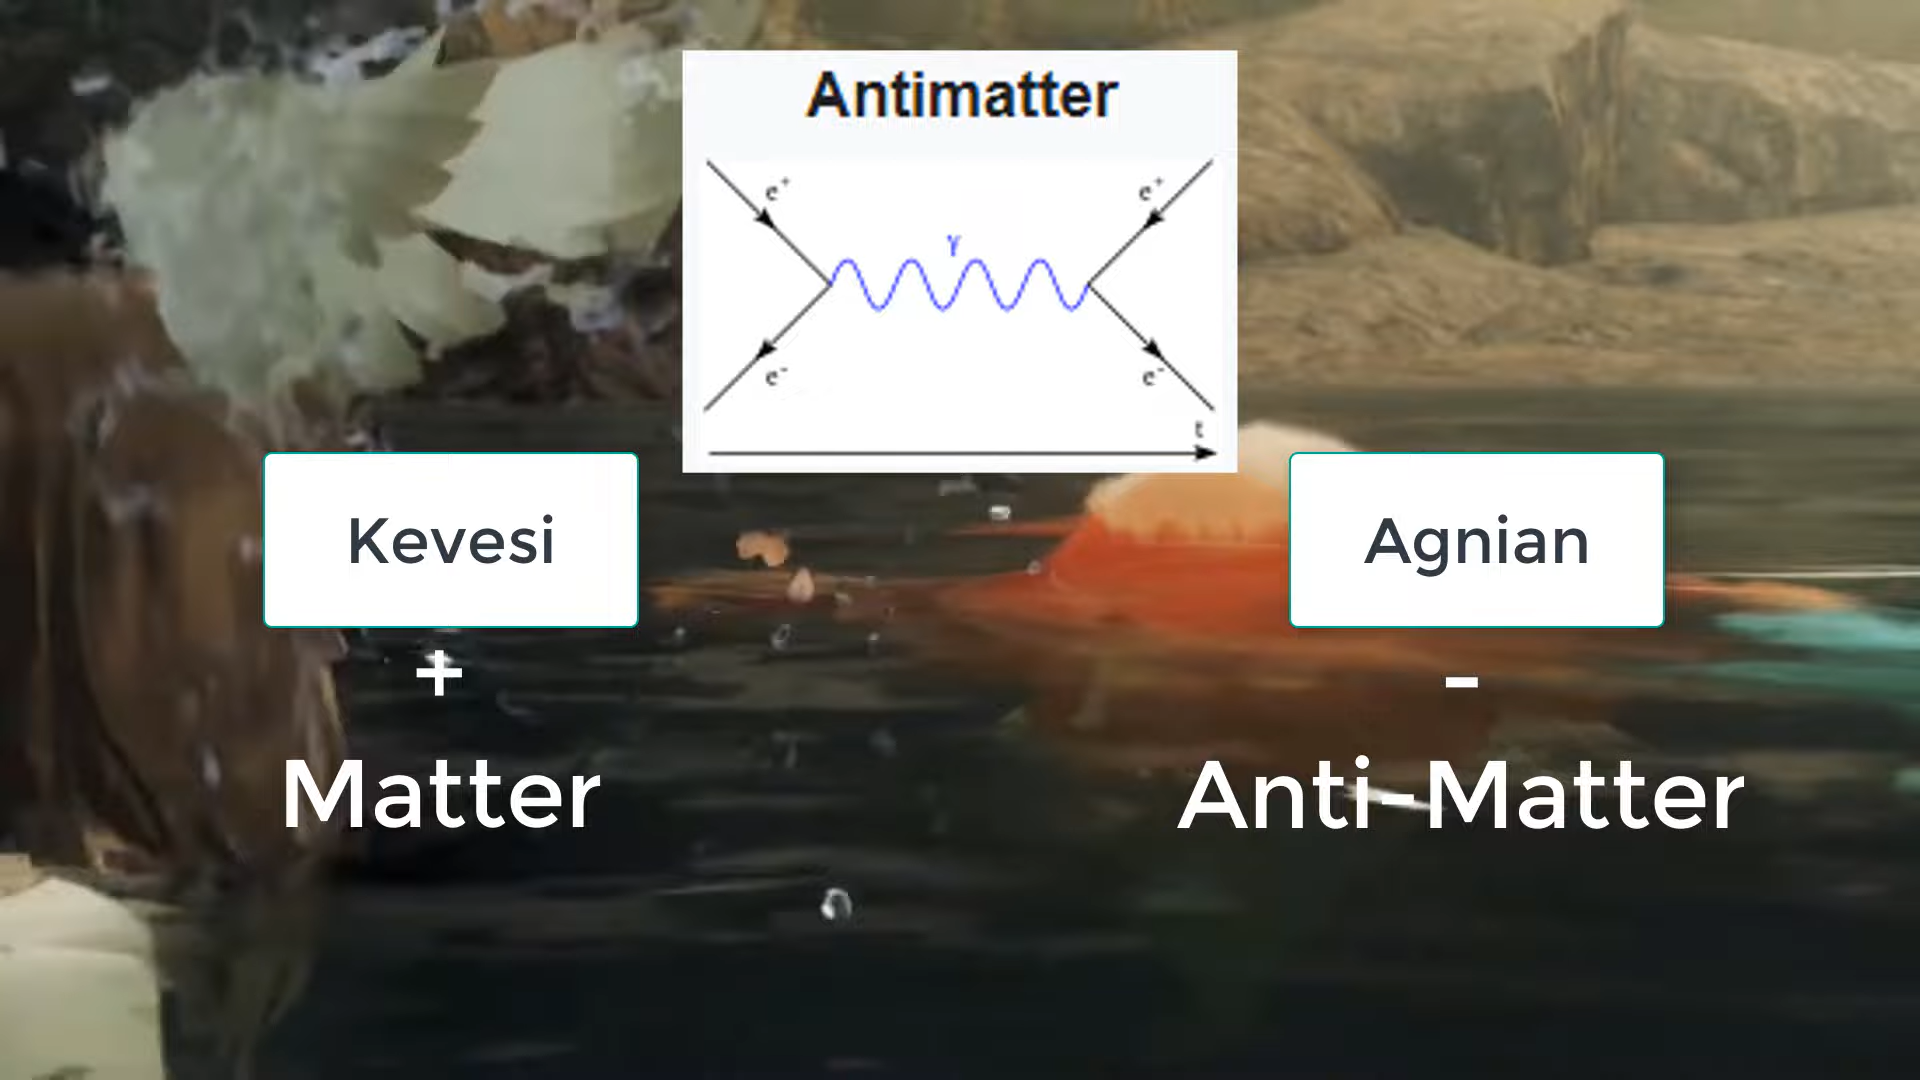 Antimatter
e⁺ e⁺
γ
e⁻ e⁻
t
Kevesi Agnian
+ -
Matter Anti-Matter